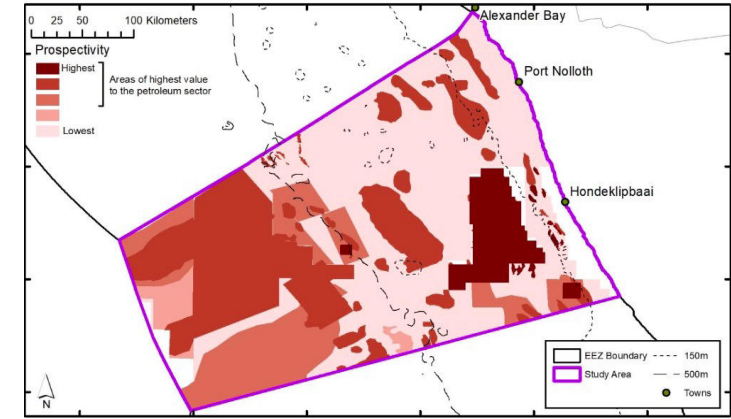 0 25 50 100 Kilometers
Prospectivity
Highest
Areas of highest value
to the petroleum sector
Lowest
Alexander Bay
Port Nolloth
Hondeklipbaai
N
EEZ Boundary
150m
Study Area
500m
Towns